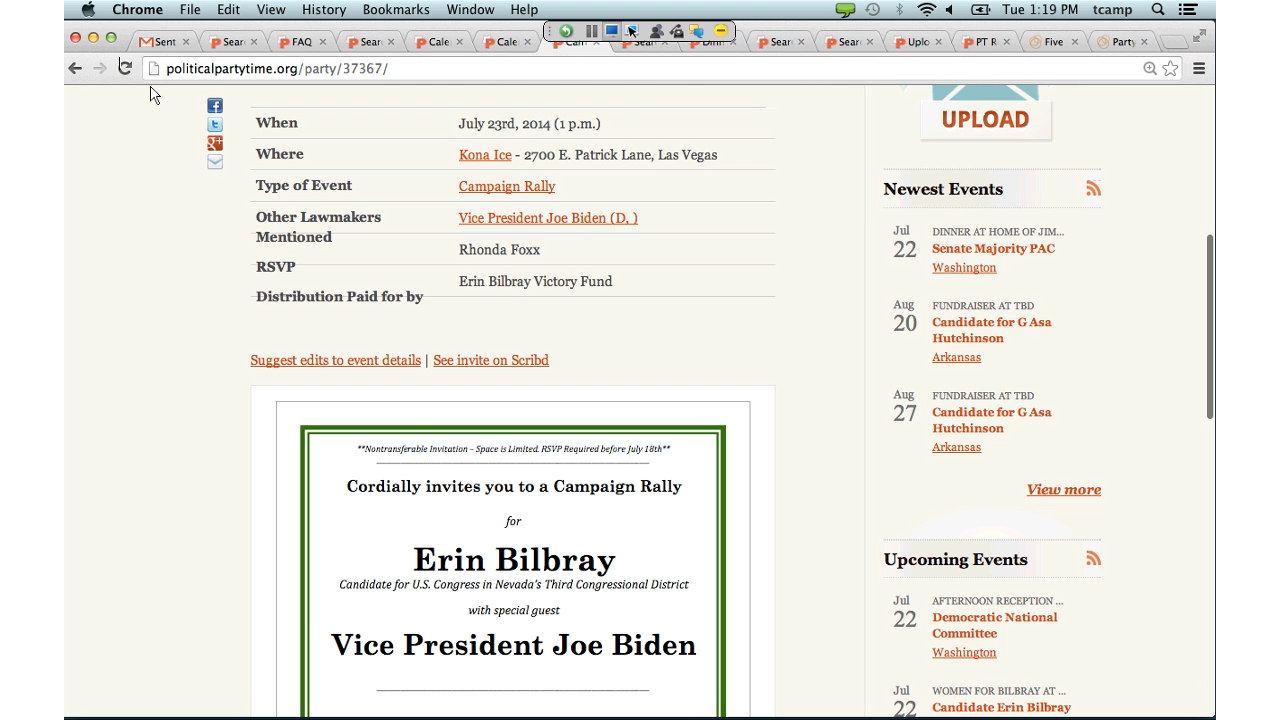 Chrome File Edit View History Bookmarks Window Help Tue 1:19 PM tcamp
Sent Sear FAQ Sear Cale Cale Sear Sear Uplo PT R Five Party
politicalpartytime.org/party/37367/
When July 23rd, 2014 (1 p.m.)
Where Kona Ice - 2700 E. Patrick Lane, Las Vegas
Type of Event Campaign Rally
Other Lawmakers Mentioned Vice President Joe Biden (D, )
RSVP Rhonda Foxx
Distribution Paid for by Erin Bilbray Victory Fund
Suggest edits to event details | See invite on Scribd
**Nontransferable Invitation – Space is Limited. RSVP Required before July 18th**
Cordially invites you to a Campaign Rally
for
Erin Bilbray
Candidate for U.S. Congress in Nevada's Third Congressional District
with special guest
Vice President Joe Biden
UPLOAD
Newest Events
Jul 22
DINNER AT HOME OF JIM...
Senate Majority PAC
Washington
Aug 20
FUNDRAISER AT TBD
Candidate for G Asa
Hutchinson
Arkansas
Aug 27
FUNDRAISER AT TBD
Candidate for G Asa
Hutchinson
Arkansas
View more
Upcoming Events
Jul 22
AFTERNOON RECEPTION ...
Democratic National
Committee
Washington
Jul 22
WOMEN FOR BILBRAY AT ...
Candidate Erin Bilbray